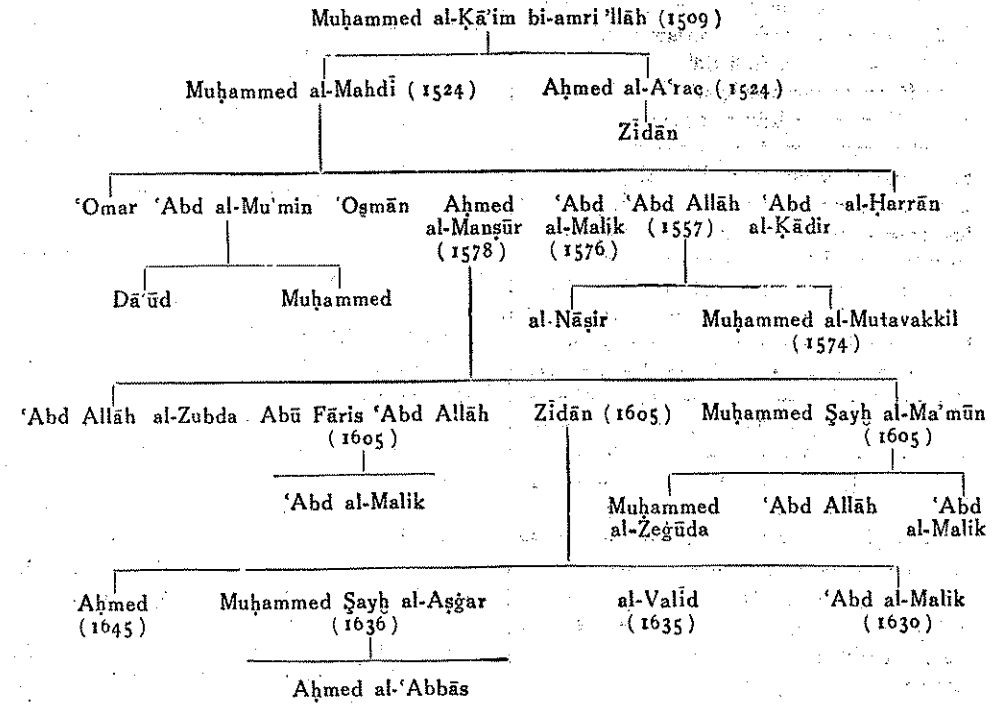 Muḥammed al-Ḳā'im bi-amri 'llāh (1509)
Muḥammed al-Mahdī (1524) Aḥmed al-A‘rac (1524)
Zīdān
‘Omar ‘Abd al-Mu'min ‘Os̱mān Aḥmed ‘Abd ‘Abd Allāh ‘Abd al-Ḥarrān
al-Manṣūr al-Malik (1557) al-Ḳādir
(1578) (1576)
Dā‘ūd Muḥammed
al-Nāṣir Muḥammed al-Mutavakkil
(1574)
‘Abd Allāh al-Zubda Abū Fāris ‘Abd Allāh Zīdān (1605) Muḥammed Şayḫ al-Ma'mūn
(1605) (1605)
‘Abd al-Malik Muḥammed ‘Abd Allāh ‘Abd
al-Żeġūda al-Malik
Aḥmed Muḥammed Şayḫ al-Aṣġar al-Valīd ‘Abd al-Malik
(1645) (1636) (1635) (1630)
Aḥmed al-‘Abbās